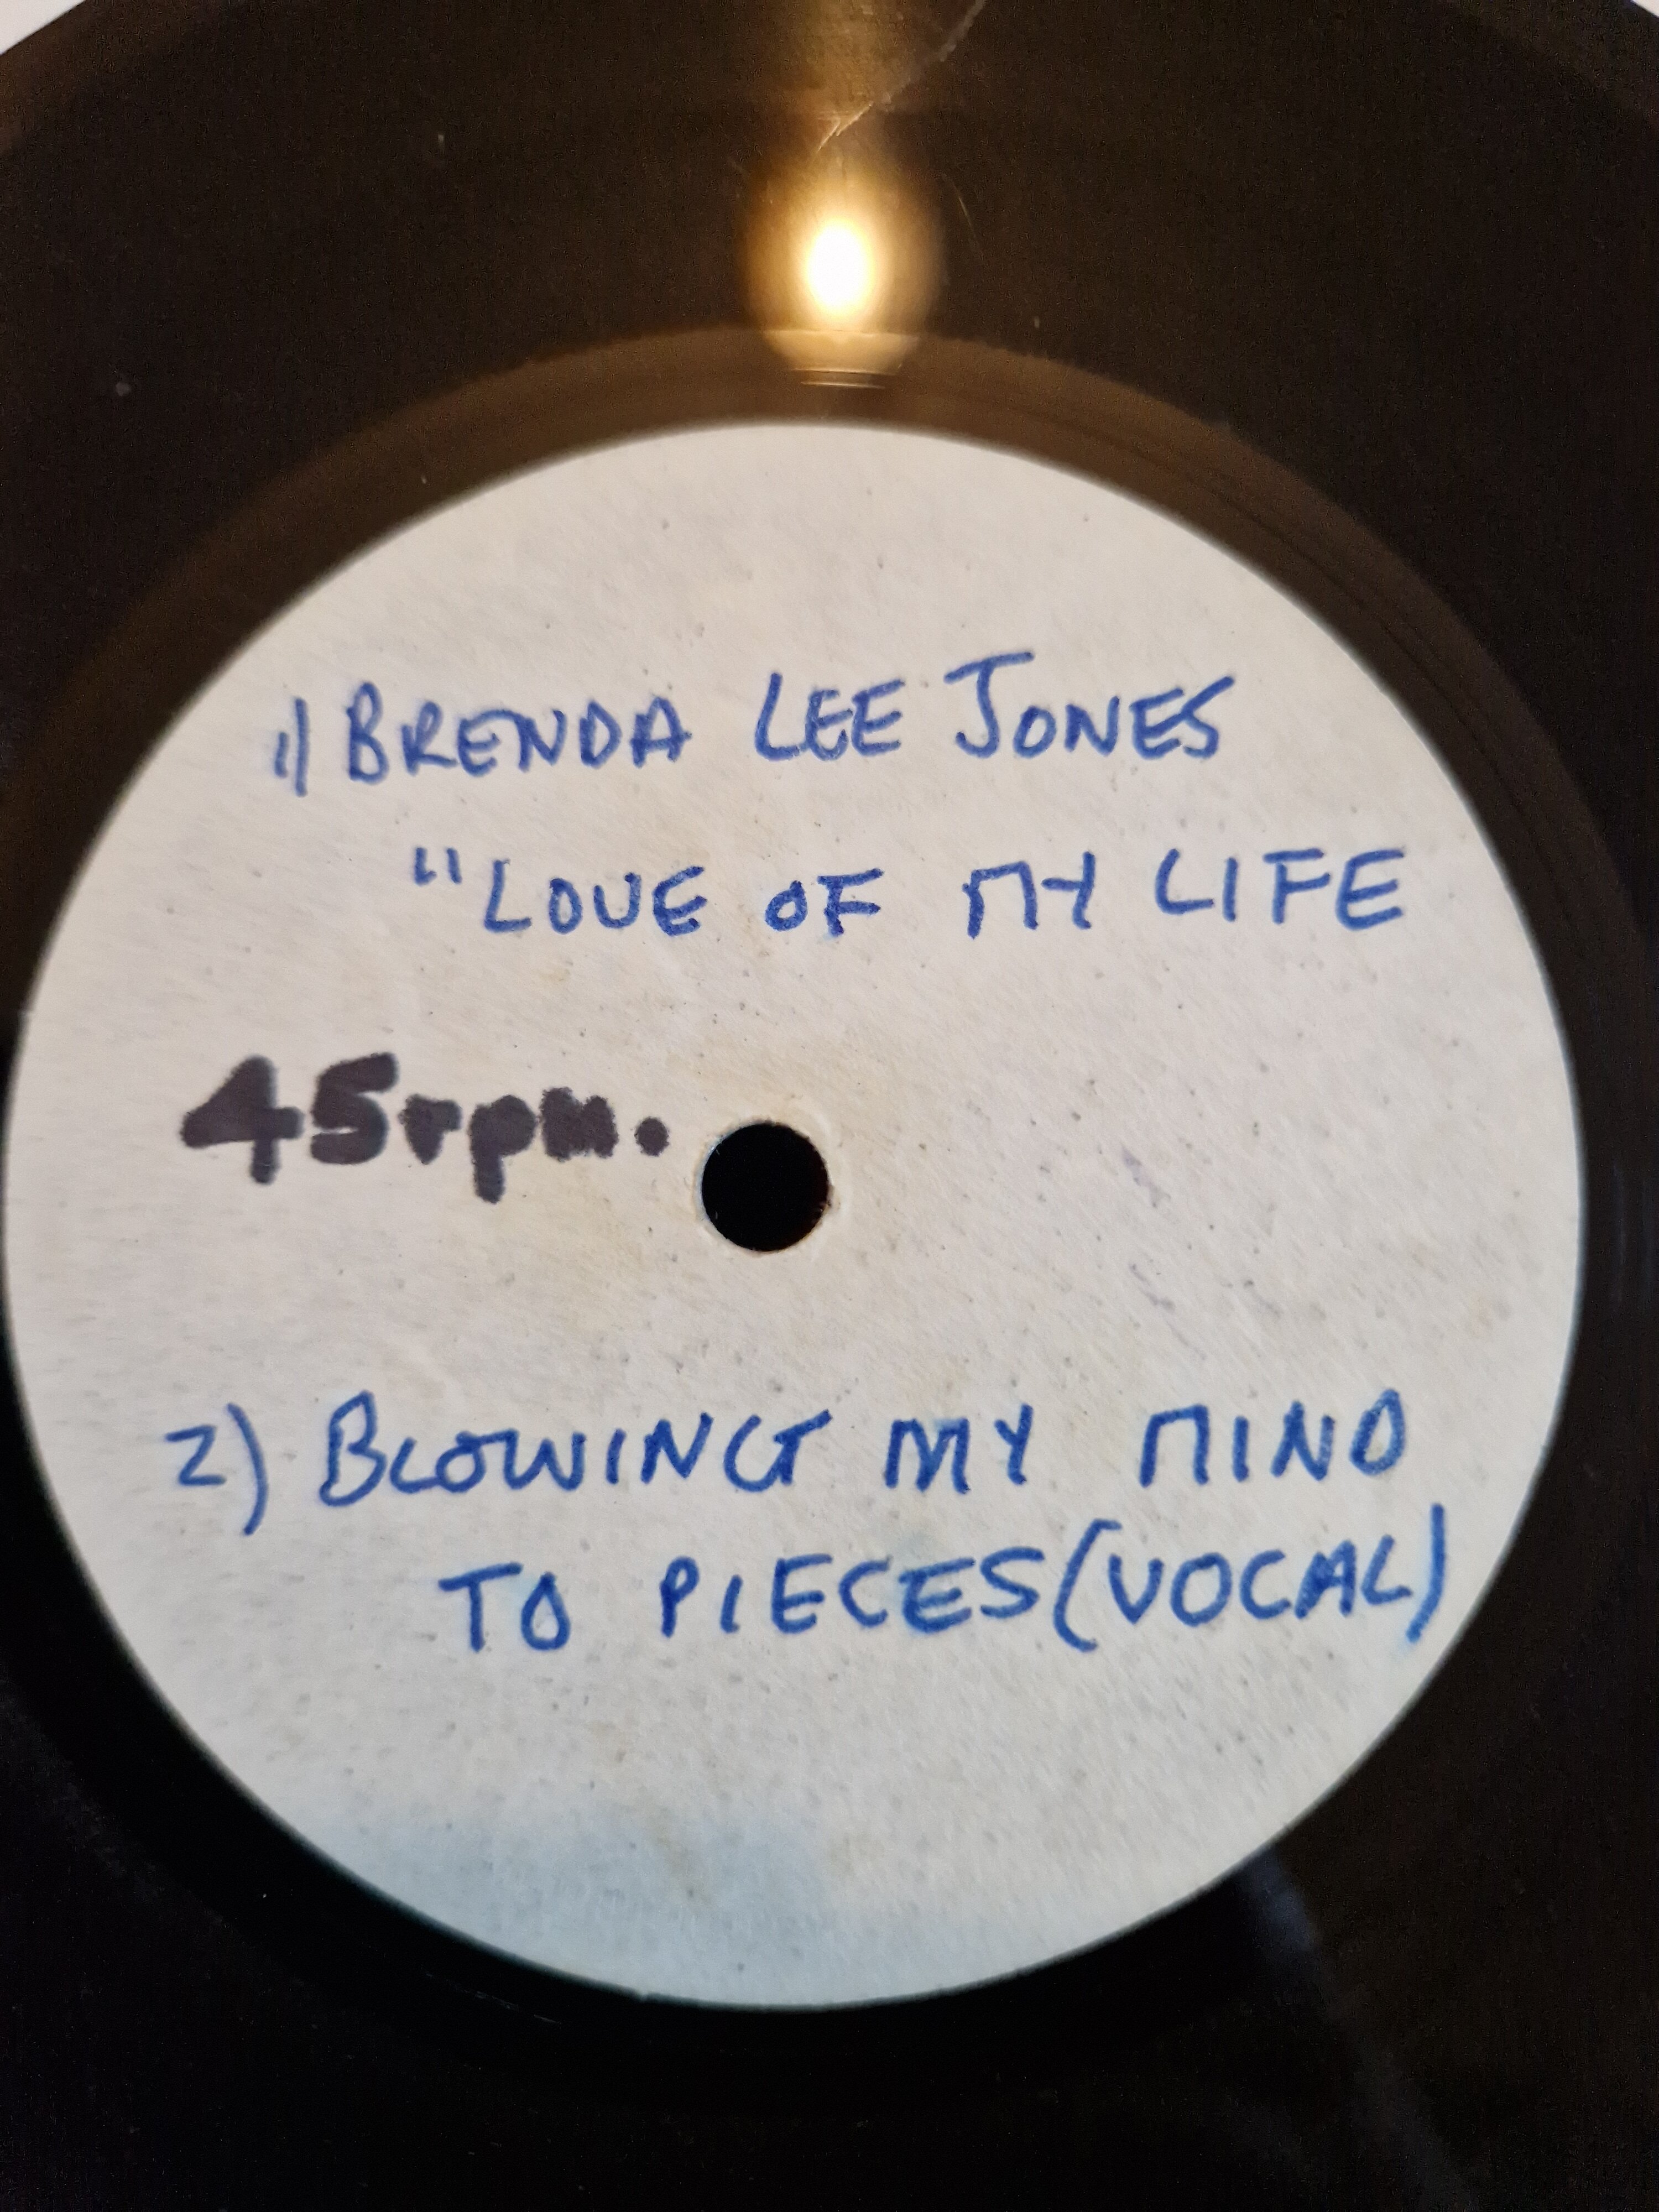 1) BRENDA LEE JONES
"LOVE OF MY LIFE
45rpm.
2) BLOWING MY MIND
TO PIECES (VOCAL)